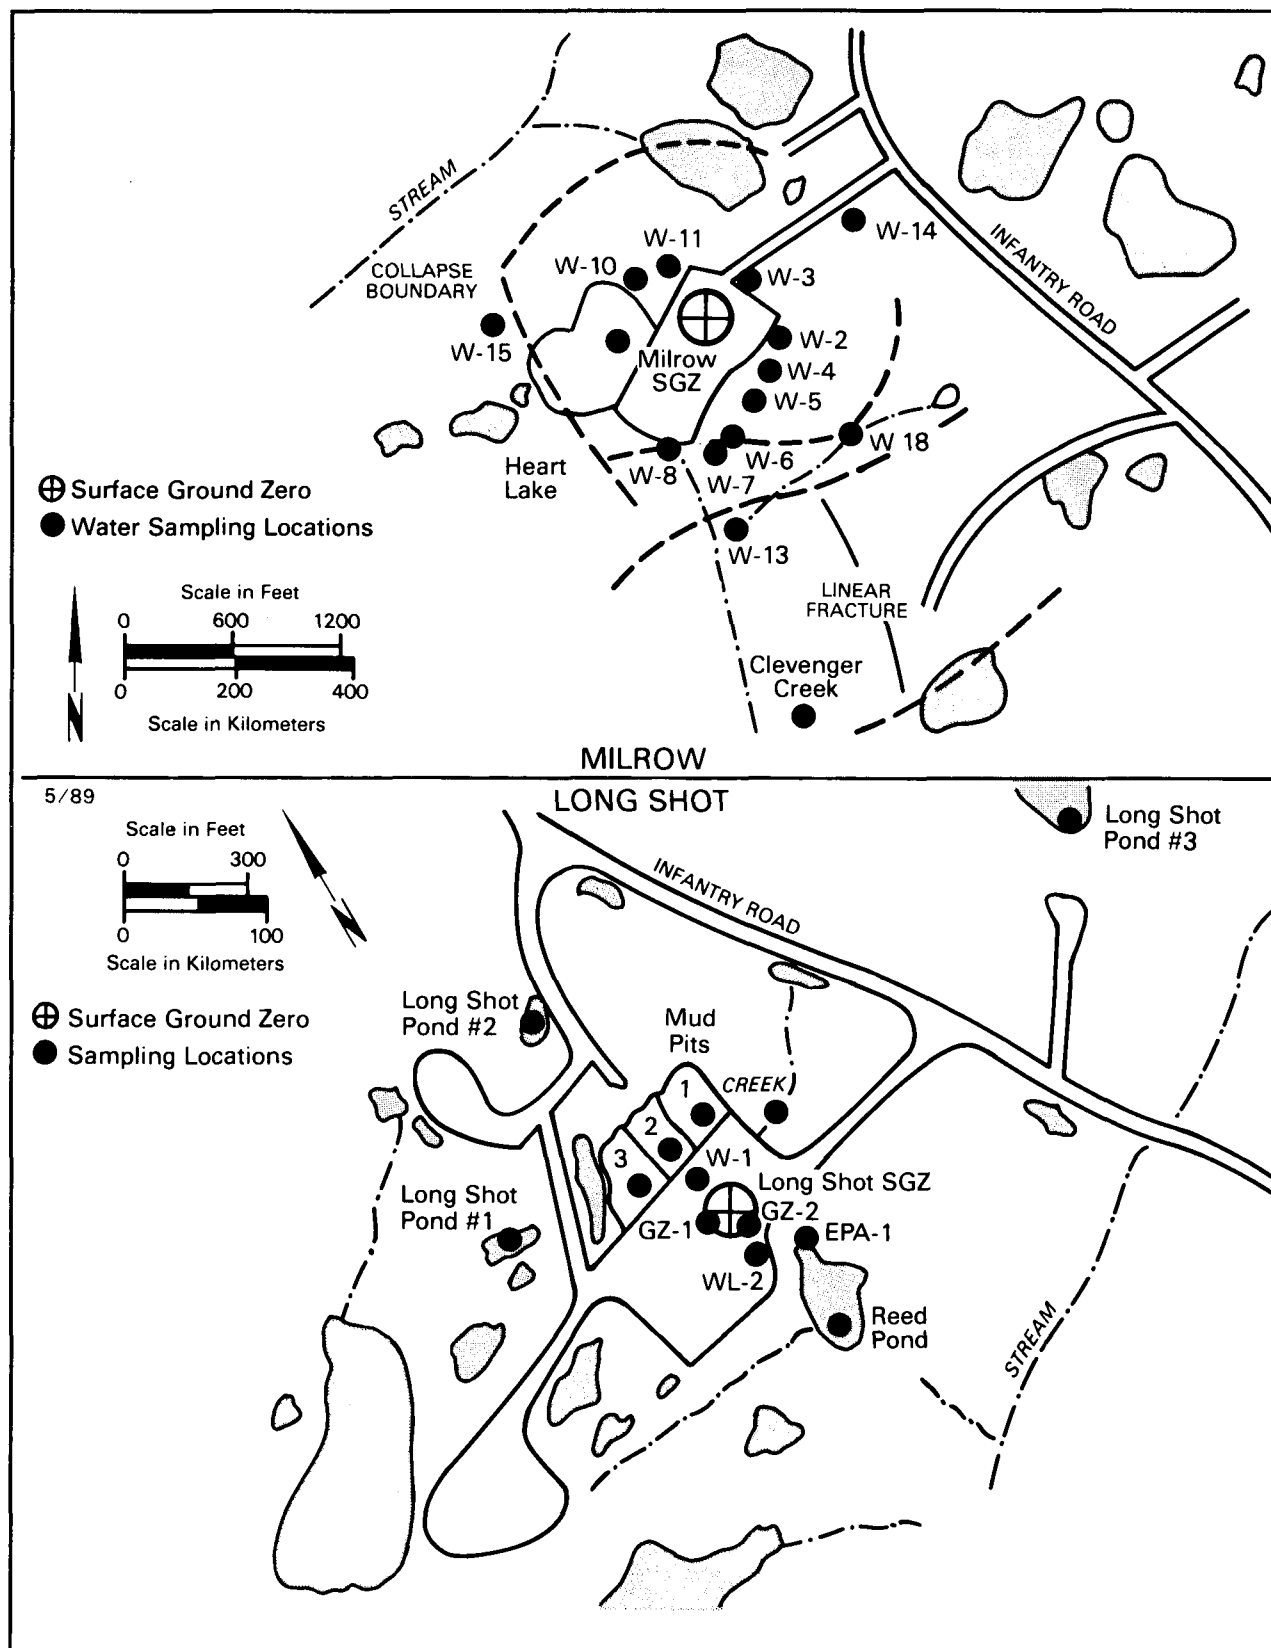 STREAM
COLLAPSE
BOUNDARY
W-10
W-11
W-14
W-3
INFANTRY ROAD
W-15
Milrow
SGZ
W-2
W-4
W-5
W-6
W 18
W-8
W-7
Heart
Lake
W-13
Surface Ground Zero
Water Sampling Locations
LINEAR
FRACTURE
Scale in Feet
0 600 1200
0 200 400
Scale in Kilometers
N
Clevenger
Creek
MILROW
5/89
LONG SHOT
Scale in Feet
0 300
0 100
Scale in Kilometers
N
Surface Ground Zero
Sampling Locations
Long Shot
Pond #3
INFANTRY ROAD
Long Shot
Pond #2
Mud
Pits
CREEK
1
2
3
W-1
Long Shot SGZ
GZ-2
GZ-1
EPA-1
WL-2
Long Shot
Pond #1
Reed
Pond
STREAM